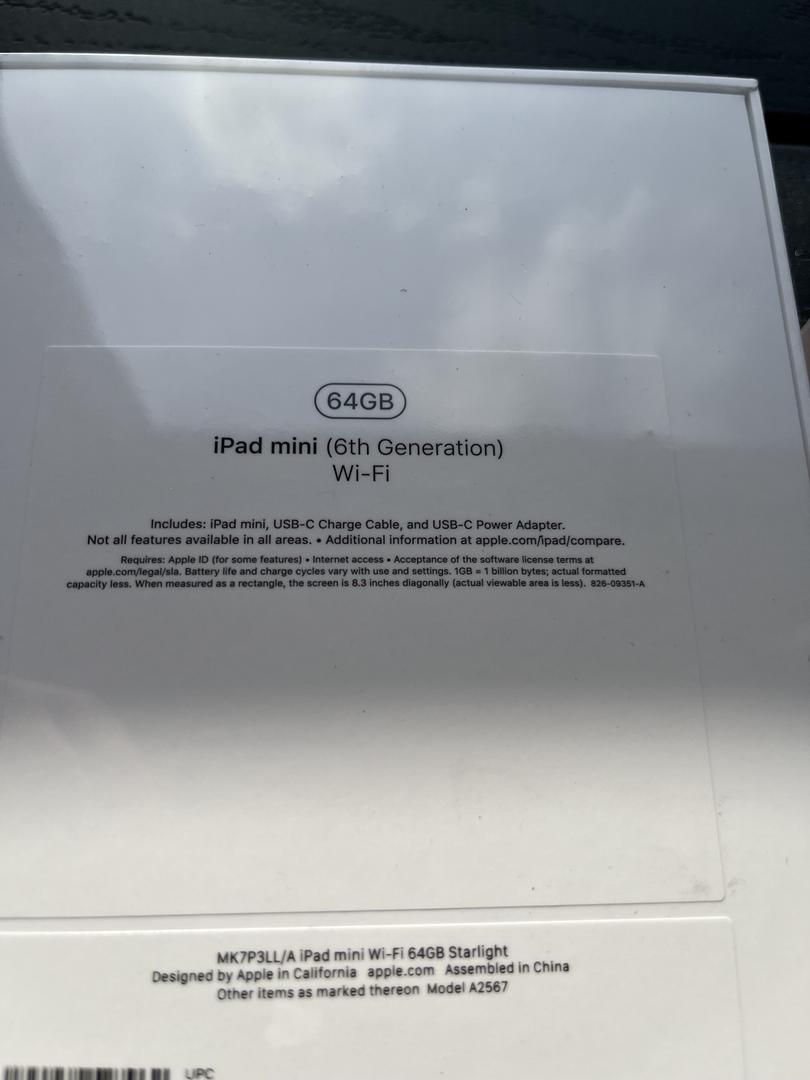 64GB
iPad mini (6th Generation)
Wi-Fi
Includes: iPad mini, USB-C Charge Cable, and USB-C Power Adapter.
Not all features available in all areas. • Additional information at apple.com/ipad/compare.
Requires: Apple ID (for some features) • Internet access • Acceptance of the software license terms at
apple.com/legal/sla. Battery life and charge cycles vary with use and settings. 1GB = 1 billion bytes; actual formatted
capacity less. When measured as a rectangle, the screen is 8.3 inches diagonally (actual viewable area is less). 826-09351-A
MK7P3LL/A iPad mini Wi-Fi 64GB Starlight
Designed by Apple in California apple.com Assembled in China
Other items as marked thereon Model A2567
UPC